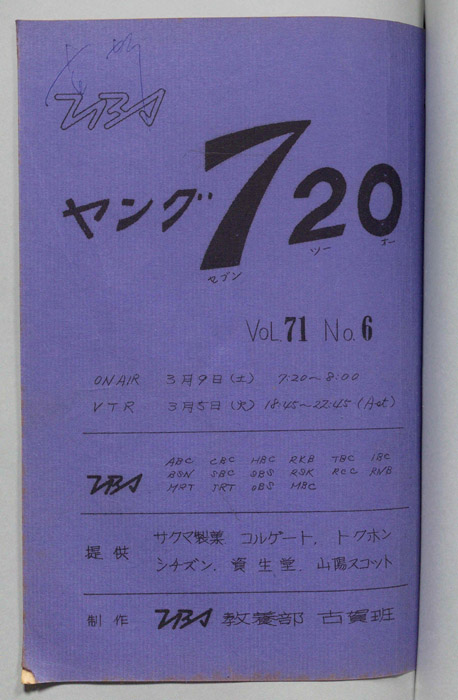 TBS
ヤング720
セブン ツー オー
VOL.71 No.6
ON AIR 3月9日(土) 7:20~8:00
VTR 3月5日(火) 18:45~22:45 (Ast)
ABC CBC HBC RKB TBC IBC
TBS BSN SBC SBS RSK RCC RNB
MRT JRT OBS MBC
提供 サクマ製菓 コルゲート、トクホン
シチズン、資生堂、山陽スコット
制作 TBS 教養部 古賀班